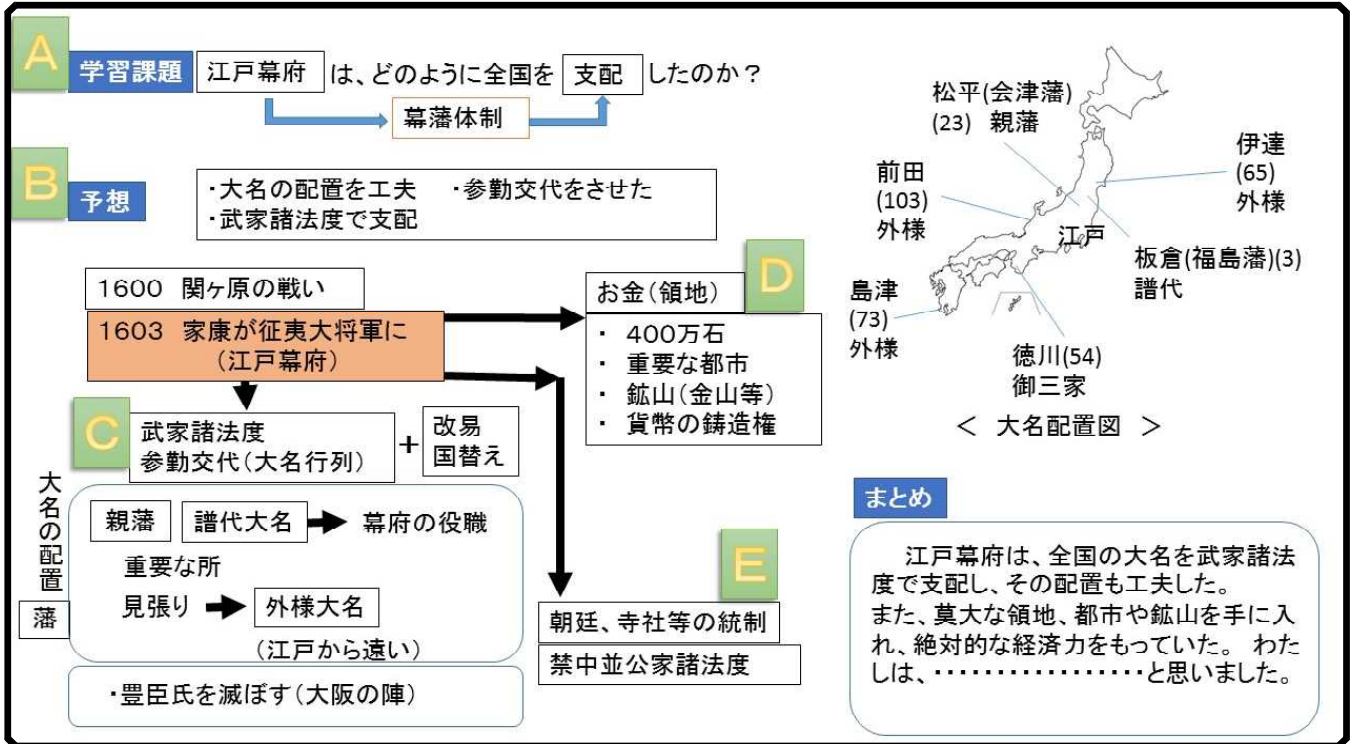 A
学習課題 江戸幕府 は、どのように全国を 支配 したのか？
幕藩体制
B
予想
・大名の配置を工夫 ・参勤交代をさせた
・武家諸法度で支配
1600 関ヶ原の戦い
1603 家康が征夷大将軍に
（江戸幕府）
C
武家諸法度
参勤交代（大名行列）
＋
改易
国替え
大名の配置
藩
親藩 譜代大名 幕府の役職
重要な所
見張り 外様大名
（江戸から遠い）
・豊臣氏を滅ぼす（大阪の陣）
D
お金（領地）
・ 400万石
・ 重要な都市
・ 鉱山（金山等）
・ 貨幣の鋳造権
E
朝廷、寺社等の統制
禁中並公家諸法度
松平(会津藩)
(23) 親藩
伊達
(65)
外様
前田
(103)
外様
江戸
板倉(福島藩)(3)
譜代
島津
(73)
外様
徳川(54)
御三家
＜ 大名配置図 ＞
まとめ
江戸幕府は、全国の大名を武家諸法
度で支配し、その配置も工夫した。
また、莫大な領地、都市や鉱山を手に入
れ、絶対的な経済力をもっていた。 わた
しは、・・・・・・・・・・・・・・・・・と思いました。